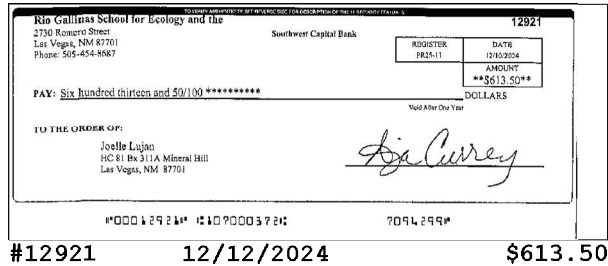 TO VERIFY AUTHENTICITY, SEE REVERSE SIDE FOR DESCRIPTION OF THE 11 SECURITY FEATURES
Rio Gallinas School for Ecology and the
12921
2730 Romero Street
Southwest Capital Bank
Las Vegas, NM 87701
Phone: 505-454-8687
REGISTER DATE
PR25-11 12/10/2024
AMOUNT
**$613.50**
PAY: Six hundred thirteen and 50/100 **********
DOLLARS
Void After One Year
TO THE ORDER OF:
Joelle Lujan
HC 81 Bx 311A Mineral Hill
Las Vegas, NM 87701
Currey
⑈00012921⑈ ⑆107000372⑆ 7094299⑈
#12921 12/12/2024 $613.50